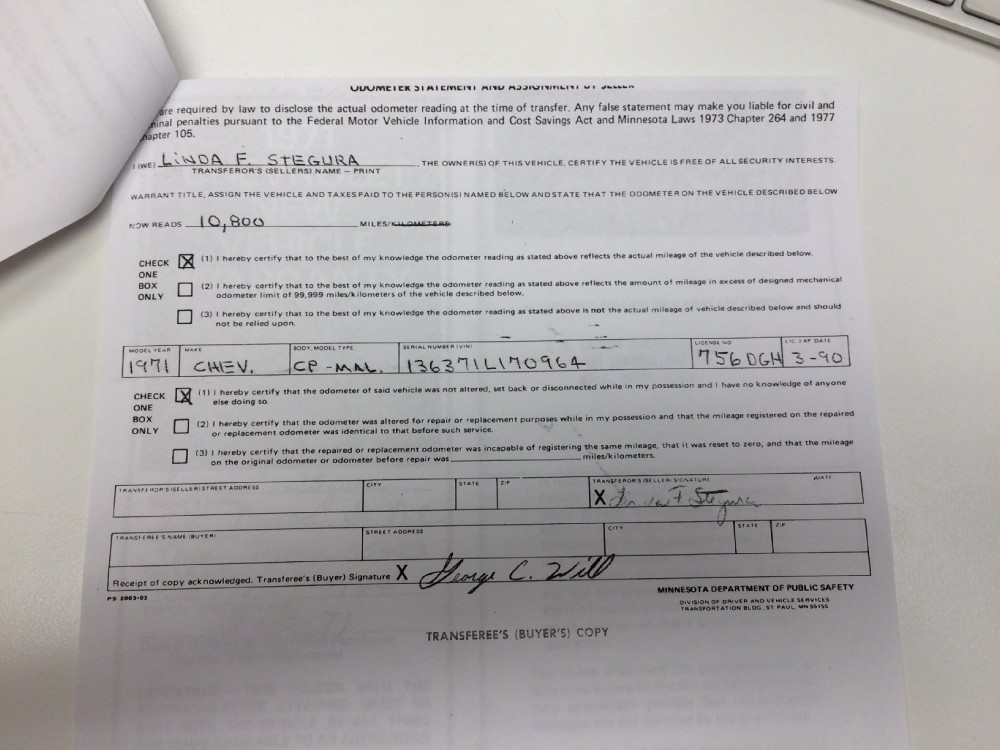 ODOMETER STATEMENT AND ASSIGNMENT BY SELLER
are required by law to disclose the actual odometer reading at the time of transfer. Any false statement may make you liable for civil and
penalties pursuant to the Federal Motor Vehicle Information and Cost Savings Act and Minnesota Laws 1973 Chapter 264 and 1977
105.
I (WE) LINDA F. STEGURA , THE OWNER(S) OF THIS VEHICLE, CERTIFY THE VEHICLE IS FREE OF ALL SECURITY INTERESTS.
TRANSFEROR'S (SELLERS) NAME – PRINT
WARRANT TITLE, ASSIGN THE VEHICLE AND TAXES PAID TO THE PERSON(S) NAMED BELOW AND STATE THAT THE ODOMETER ON THE VEHICLE DESCRIBED BELOW
NOW READS 10,800 MILES/KILOMETERS
CHECK ONE BOX ONLY
X (1) I hereby certify that to the best of my knowledge the odometer reading as stated above reflects the actual mileage of the vehicle described below.
(2) I hereby certify that to the best of my knowledge the odometer reading as stated above reflects the amount of mileage in excess of designed mechanical
odometer limit of 99,999 miles/kilometers of the vehicle described below.
(3) I hereby certify that to the best of my knowledge the odometer reading as stated above is not the actual mileage of vehicle described below and should
not be relied upon.
MODEL YEAR MAKE BODY, MODEL TYPE SERIAL NUMBER (VIN) LICENSE NO LIC EXP DATE
1971 CHEV. CP-MAL. 136371L170964 756 DGH 3-90
CHECK ONE BOX ONLY
X (1) I hereby certify that the odometer of said vehicle was not altered, set back or disconnected while in my possession and I have no knowledge of anyone
else doing so.
(2) I hereby certify that the odometer was altered for repair or replacement purposes while in my possession and that the mileage registered on the repaired
or replacement odometer was identical to that before such service.
(3) I hereby certify that the repaired or replacement odometer was incapable of registering the same mileage, that it was reset to zero, and that the mileage
on the original odometer or odometer before repair was miles/kilometers.
TRANSFEROR'S (SELLER) STREET ADDRESS CITY STATE ZIP TRANSFEROR'S (SELLER) SIGNATURE DATE
X Linda F Stegura
TRANSFEREE'S NAME (BUYER) STREET ADDRESS CITY STATE ZIP
Receipt of copy acknowledged. Transferee's (Buyer) Signature X George C. Will
PS 2003-03
MINNESOTA DEPARTMENT OF PUBLIC SAFETY
DIVISION OF DRIVER AND VEHICLE SERVICES
TRANSPORTATION BLDG. ST PAUL, MN 55155
TRANSFEREE'S (BUYER'S) COPY